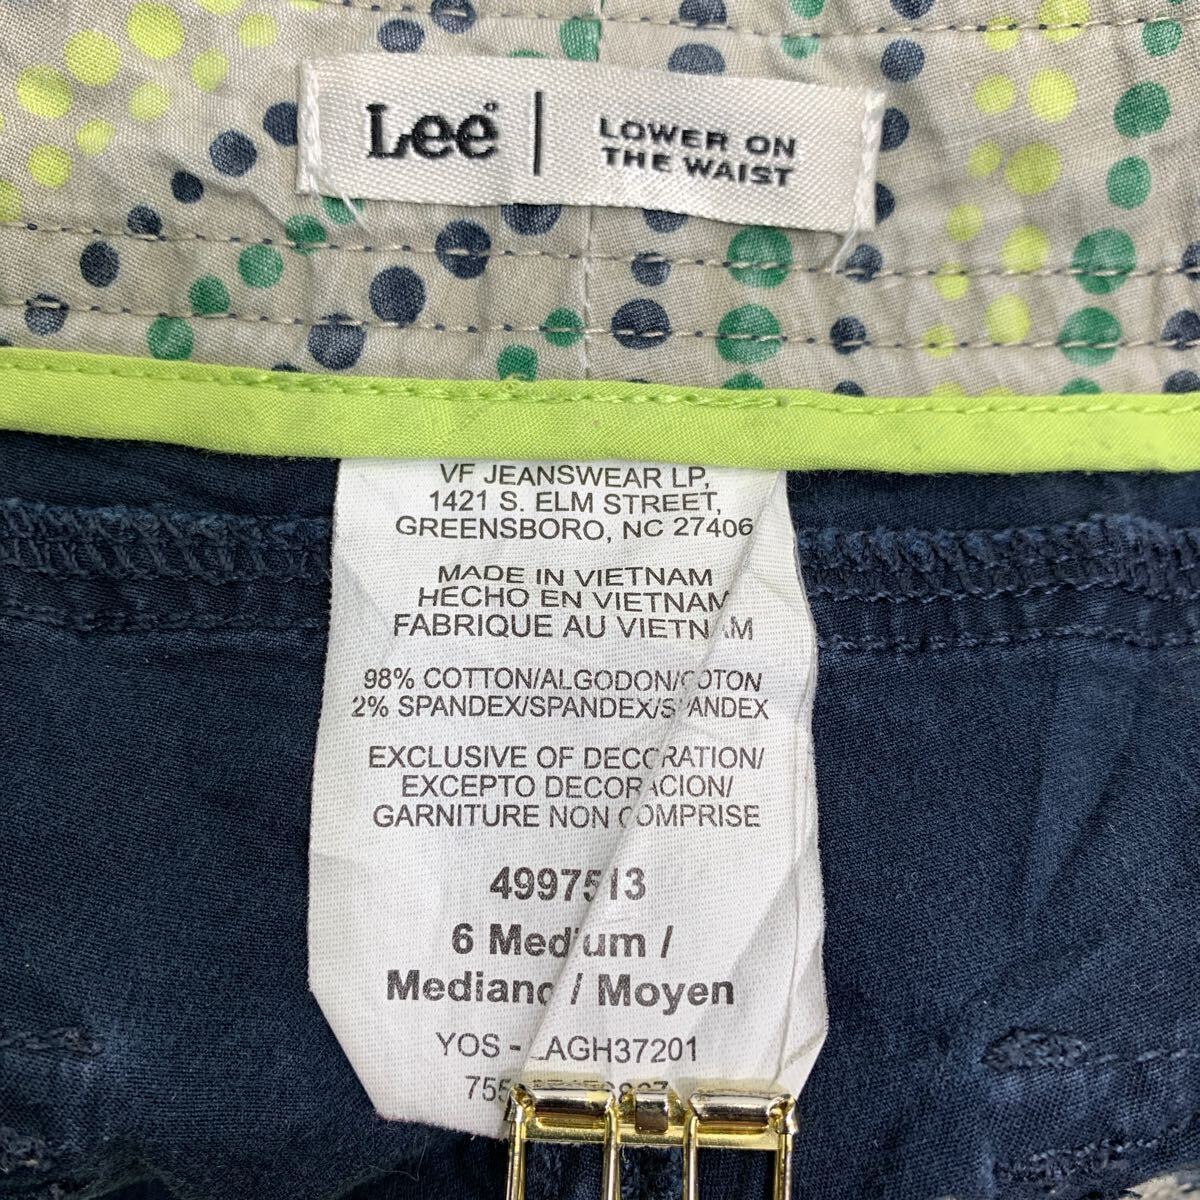 Lee® | LOWER ON
THE WAIST
VF JEANSWEAR LP,
1421 S. ELM STREET,
GREENSBORO, NC 27406
MADE IN VIETNAM
HECHO EN VIETNAM
FABRIQUE AU VIETNAM
98% COTTON/ALGODON/COTON
2% SPANDEX/SPANDEX/SPANDEX
EXCLUSIVE OF DECORATION/
EXCEPTO DECORACION/
GARNITURE NON COMPRISE
4997513
6 Medium /
Mediano / Moyen
YOS - LAGH37201